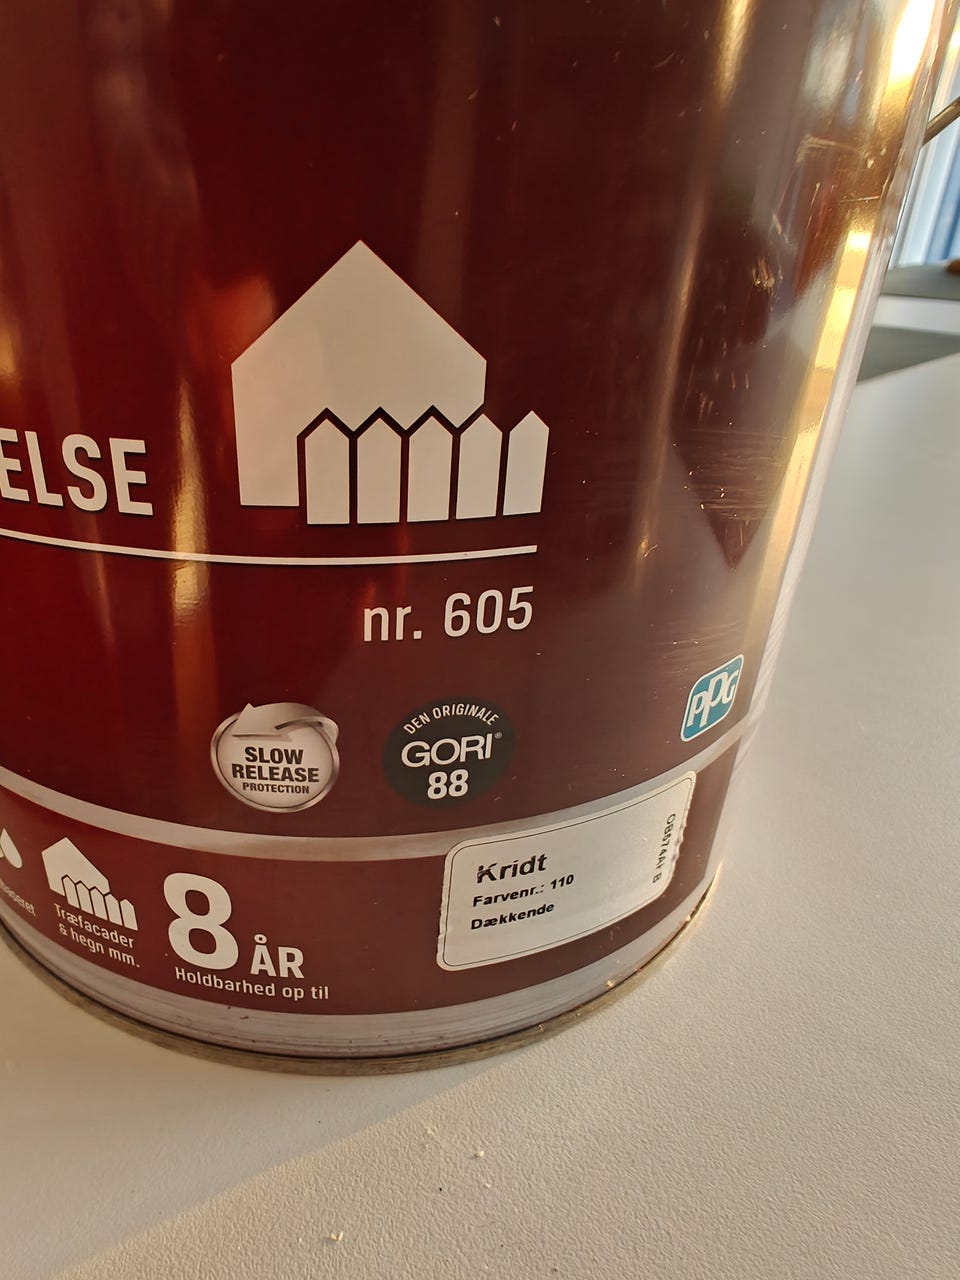 ELSE
nr. 605
PPG
SLOW
RELEASE
PROTECTION
DEN ORIGINALE
GORI®
88
Træfacader
& hegn mm.
8 ÅR
Holdbarhed op til
Kridt
Farvenr.: 110
Dækkende